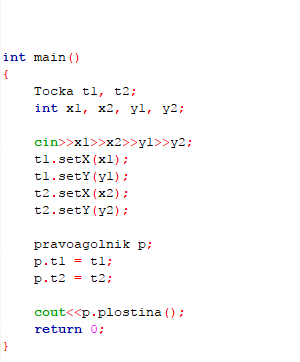 int main()
{
Tocka t1, t2;
int x1, x2, y1, y2;
cin>>x1>>x2>>y1>>y2;
t1.setX(x1);
t1.setY(y1);
t2.setX(x2);
t2.setY(y2);
pravoagolnik p;
p.t1 = t1;
p.t2 = t2;
cout<<p.plostina();
return 0;
}